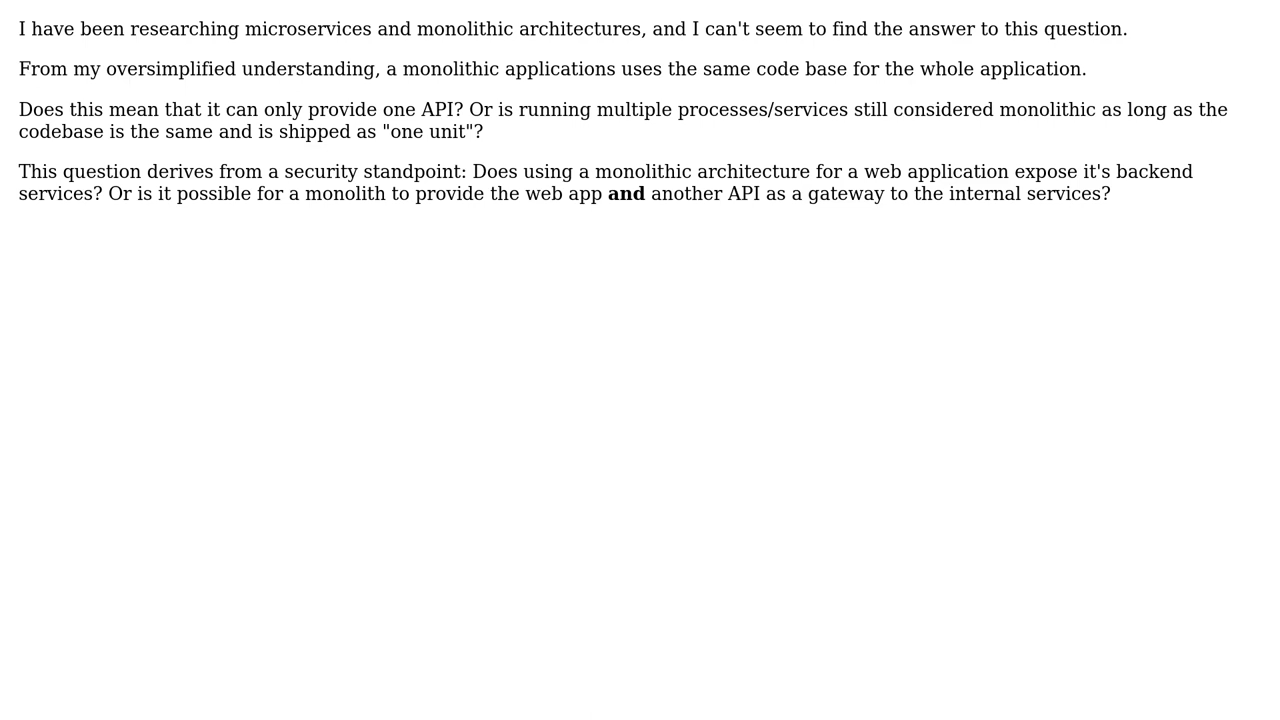 I have been researching microservices and monolithic architectures, and I can't seem to find the answer to this question.
From my oversimplified understanding, a monolithic applications uses the same code base for the whole application.
Does this mean that it can only provide one API? Or is running multiple processes/services still considered monolithic as long as the
codebase is the same and is shipped as "one unit"?
This question derives from a security standpoint: Does using a monolithic architecture for a web application expose it's backend
services? Or is it possible for a monolith to provide the web app and another API as a gateway to the internal services?